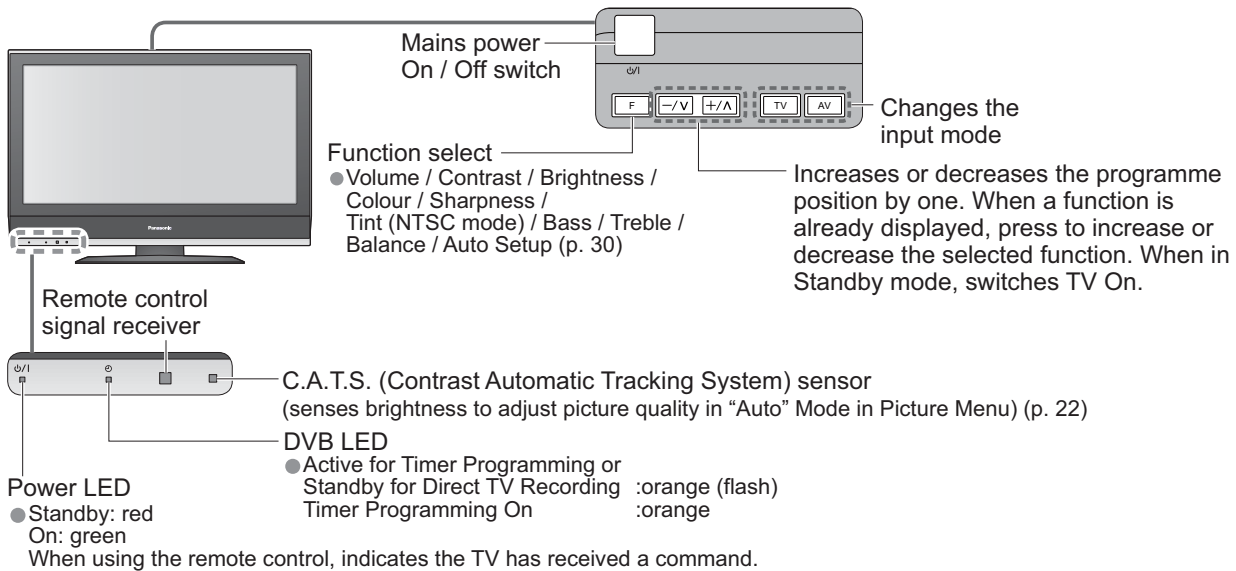 Mains power
On / Off switch
⏻/I
F
−/∨
+/∧
TV
AV
Changes the
input mode
Function select
● Volume / Contrast / Brightness /
Colour / Sharpness /
Tint (NTSC mode) / Bass / Treble /
Balance / Auto Setup (p. 30)
Increases or decreases the programme
position by one. When a function is
already displayed, press to increase or
decrease the selected function. When in
Standby mode, switches TV On.
Panasonic
Remote control
signal receiver
⏻/I
C.A.T.S. (Contrast Automatic Tracking System) sensor
(senses brightness to adjust picture quality in “Auto” Mode in Picture Menu) (p. 22)
DVB LED
● Active for Timer Programming or
Standby for Direct TV Recording :orange (flash)
Timer Programming On :orange
Power LED
● Standby: red
On: green
When using the remote control, indicates the TV has received a command.